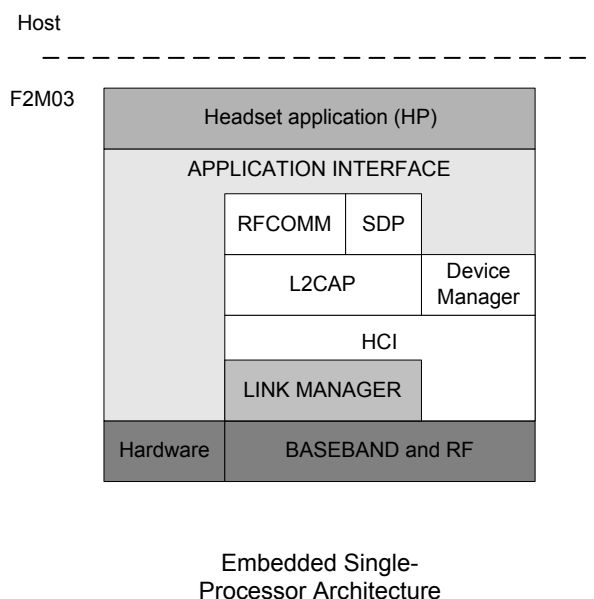 Host
F2M03
Headset application (HP)
APPLICATION INTERFACE
RFCOMM
SDP
L2CAP
Device
Manager
HCI
LINK MANAGER
Hardware
BASEBAND and RF
Embedded Single-
Processor Architecture